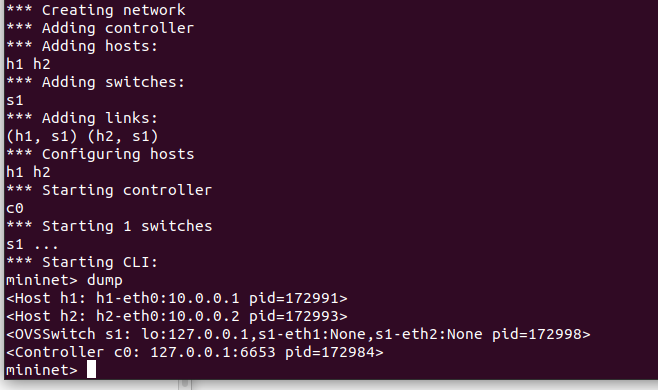 *** Creating network
*** Adding controller
*** Adding hosts:
h1 h2
*** Adding switches:
s1
*** Adding links:
(h1, s1) (h2, s1)
*** Configuring hosts
h1 h2
*** Starting controller
c0
*** Starting 1 switches
s1 ...
*** Starting CLI:
mininet> dump
<Host h1: h1-eth0:10.0.0.1 pid=172991>
<Host h2: h2-eth0:10.0.0.2 pid=172993>
<OVSSwitch s1: lo:127.0.0.1,s1-eth1:None,s1-eth2:None pid=172998>
<Controller c0: 127.0.0.1:6653 pid=172984>
mininet>